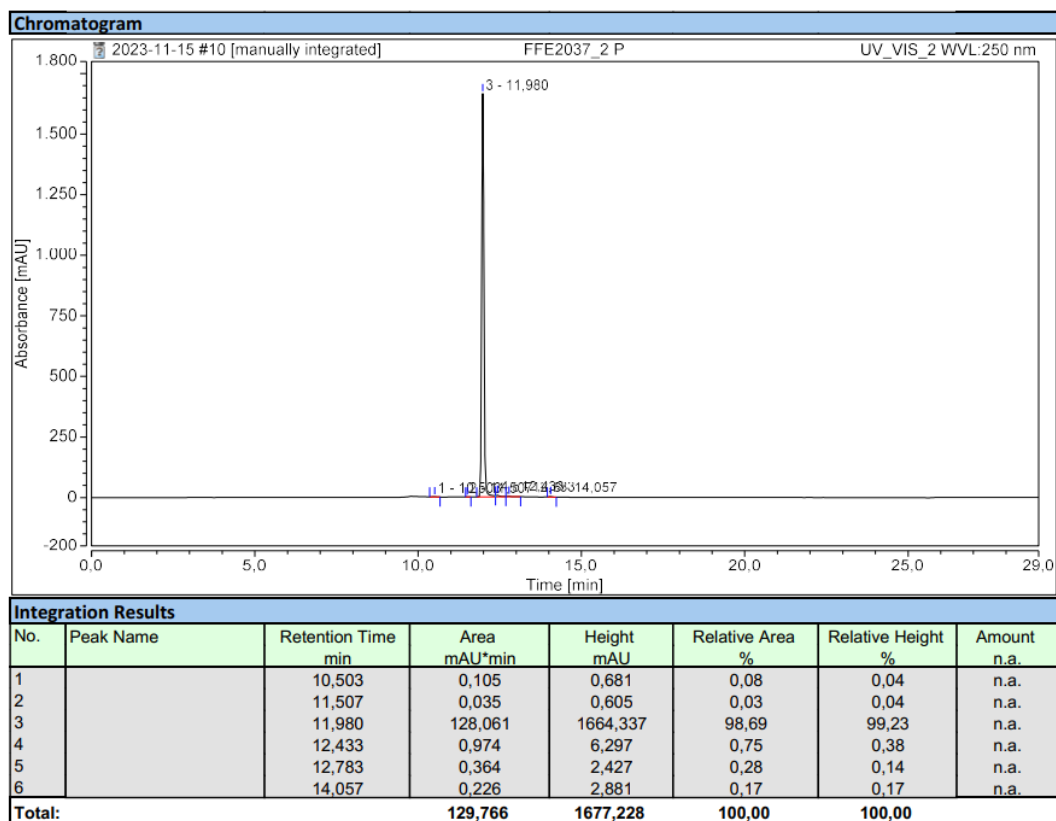 Chromatogram
2023-11-15 #10 [manually integrated] FFE2037_2 P UV_VIS_2 WVL:250 nm
1.800
3 - 11,980
1.500
1.250
1.000
750
500
250
0
-200
Absorbance [mAU]
14,057
0,0 5,0 10,0 15,0 20,0 25,0 29,0
Time [min]
Integration Results
No. Peak Name Retention Time Area Height Relative Area Relative Height Amount
min mAU*min mAU % % n.a.
1 10,503 0,105 0,681 0,08 0,04 n.a.
2 11,507 0,035 0,605 0,03 0,04 n.a.
3 11,980 128,061 1664,337 98,69 99,23 n.a.
4 12,433 0,974 6,297 0,75 0,38 n.a.
5 12,783 0,364 2,427 0,28 0,14 n.a.
6 14,057 0,226 2,881 0,17 0,17 n.a.
Total: 129,766 1677,228 100,00 100,00